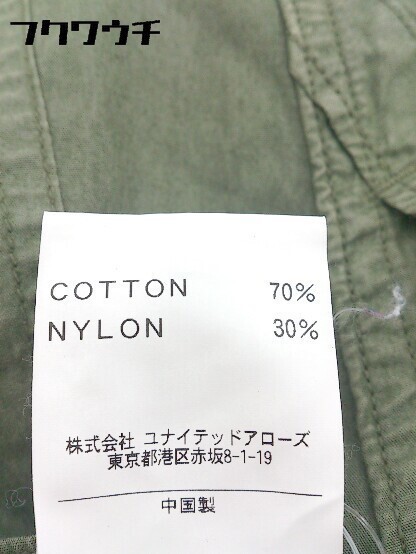 フクワウチ
COTTON 70%
NYLON 30%
株式会社 ユナイテッドアローズ
東京都港区赤坂8-1-19
中国製